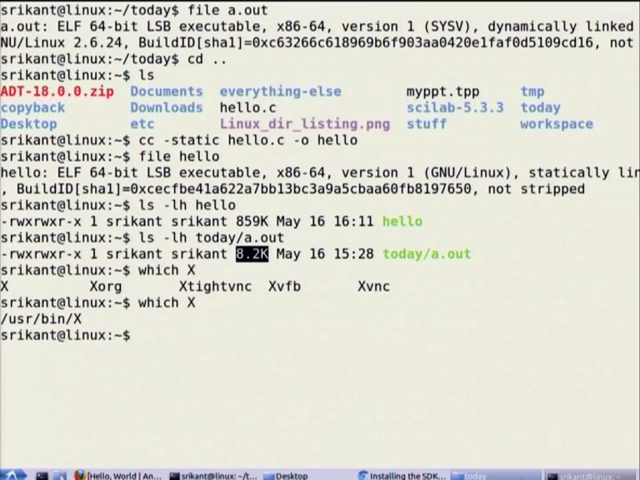 srikant@linux:~/today$ file a.out
a.out: ELF 64-bit LSB executable, x86-64, version 1 (SYSV), dynamically linked
NU/Linux 2.6.24, BuildID[sha1]=0xc63266c618969b6f903aa0420e1faf0d5109cd16, not
srikant@linux:~/today$ cd ..
srikant@linux:~$ ls
ADT-18.0.0.zip Documents everything-else myppt.tpp tmp
copyback Downloads hello.c scilab-5.3.3 today
Desktop etc Linux_dir_listing.png stuff workspace
srikant@linux:~$ cc -static hello.c -o hello
srikant@linux:~$ file hello
hello: ELF 64-bit LSB executable, x86-64, version 1 (GNU/Linux), statically lin
, BuildID[sha1]=0xcecfbe41a622a7bb13bc3a9a5cbaa60fb8197650, not stripped
srikant@linux:~$ ls -lh hello
-rwxrwxr-x 1 srikant srikant 859K May 16 16:11 hello
srikant@linux:~$ ls -lh today/a.out
-rwxrwxr-x 1 srikant srikant 8.2K May 16 15:28 today/a.out
srikant@linux:~$ which X
X Xorg Xtightvnc Xvfb Xvnc
srikant@linux:~$ which X
/usr/bin/X
srikant@linux:~$
[Hello, World | An... srikant@linux: ~/t... Desktop Installing the SDK... today srikant@linux: ~